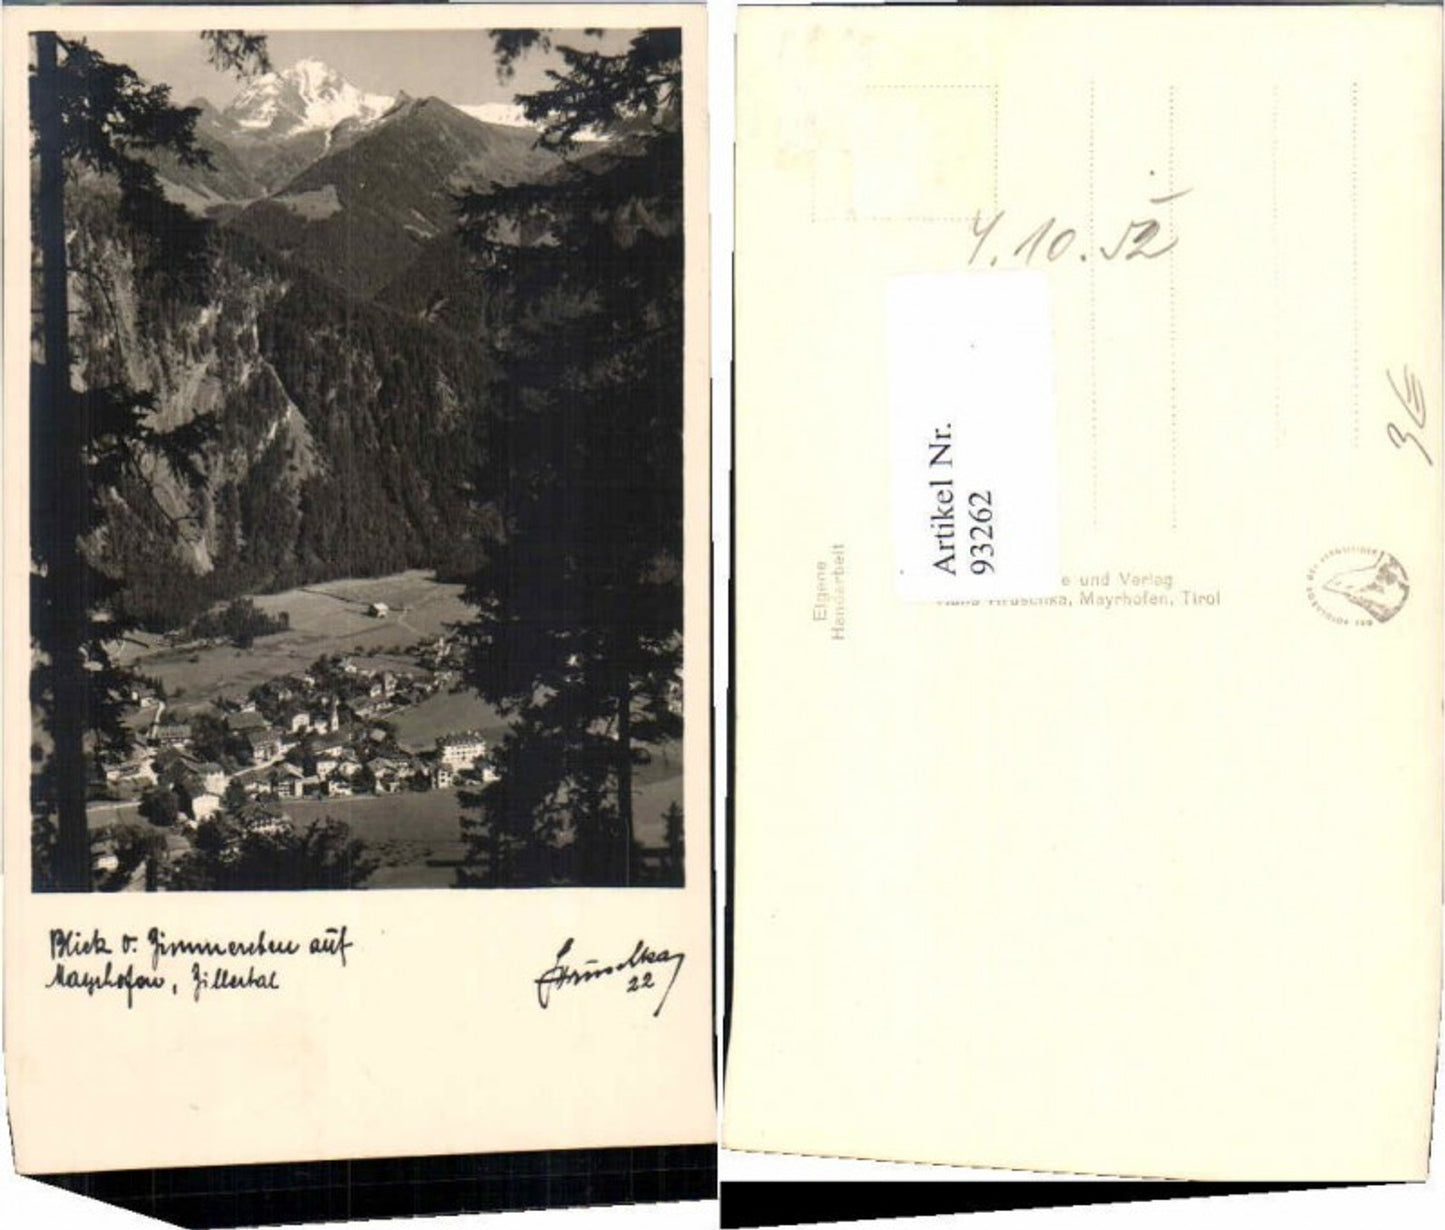 Blick v. Zimmereben auf
Mayrhofen, Zillertal
Hruschka
22
4.10.52
Artikel Nr.
93262
Eigene
Handarbeit
e und Verlag
Hans Hruschka, Mayrhofen, Tirol